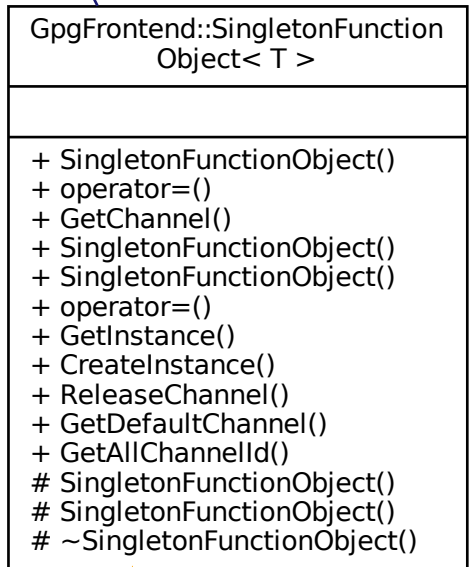 GpgFrontend::SingletonFunction
Object< T >
+ SingletonFunctionObject()
+ operator=()
+ GetChannel()
+ SingletonFunctionObject()
+ SingletonFunctionObject()
+ operator=()
+ GetInstance()
+ CreateInstance()
+ ReleaseChannel()
+ GetDefaultChannel()
+ GetAllChannelId()
# SingletonFunctionObject()
# SingletonFunctionObject()
# ~SingletonFunctionObject()